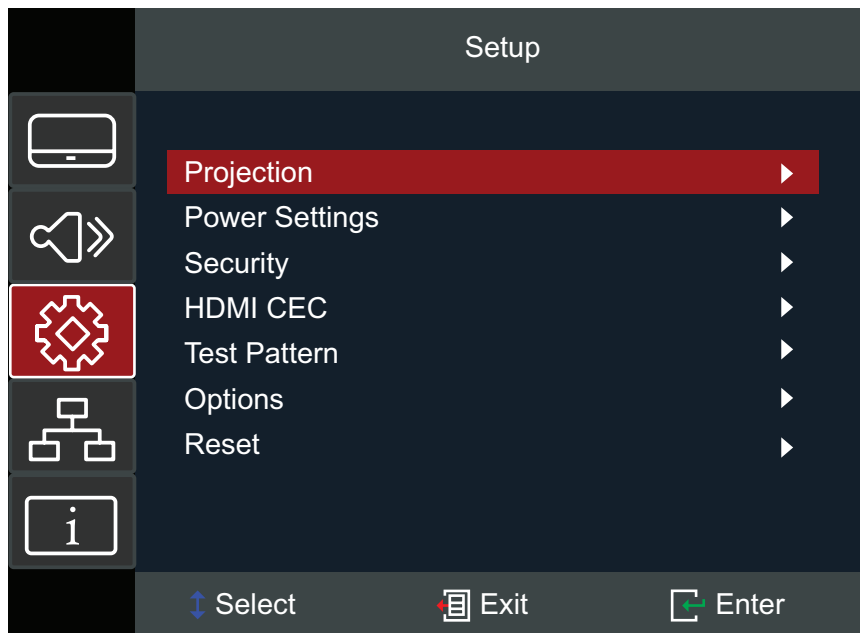 Setup
Projection
Power Settings
Security
HDMI CEC
Test Pattern
Options
Reset
i
Select Exit Enter